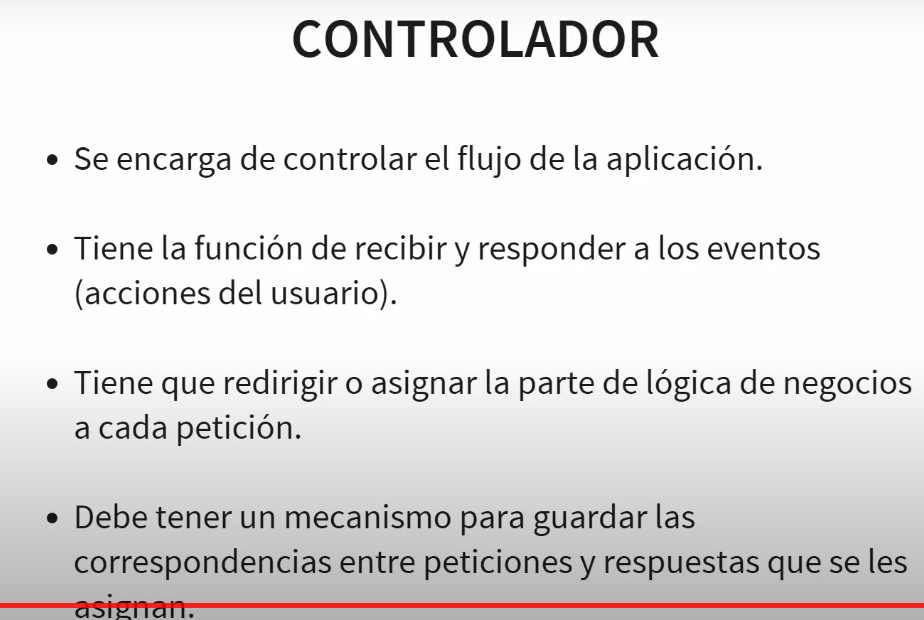 CONTROLADOR
• Se encarga de controlar el flujo de la aplicación.
• Tiene la función de recibir y responder a los eventos
(acciones del usuario).
• Tiene que redirigir o asignar la parte de lógica de negocios
a cada petición.
• Debe tener un mecanismo para guardar las
correspondencias entre peticiones y respuestas que se les
asignan.